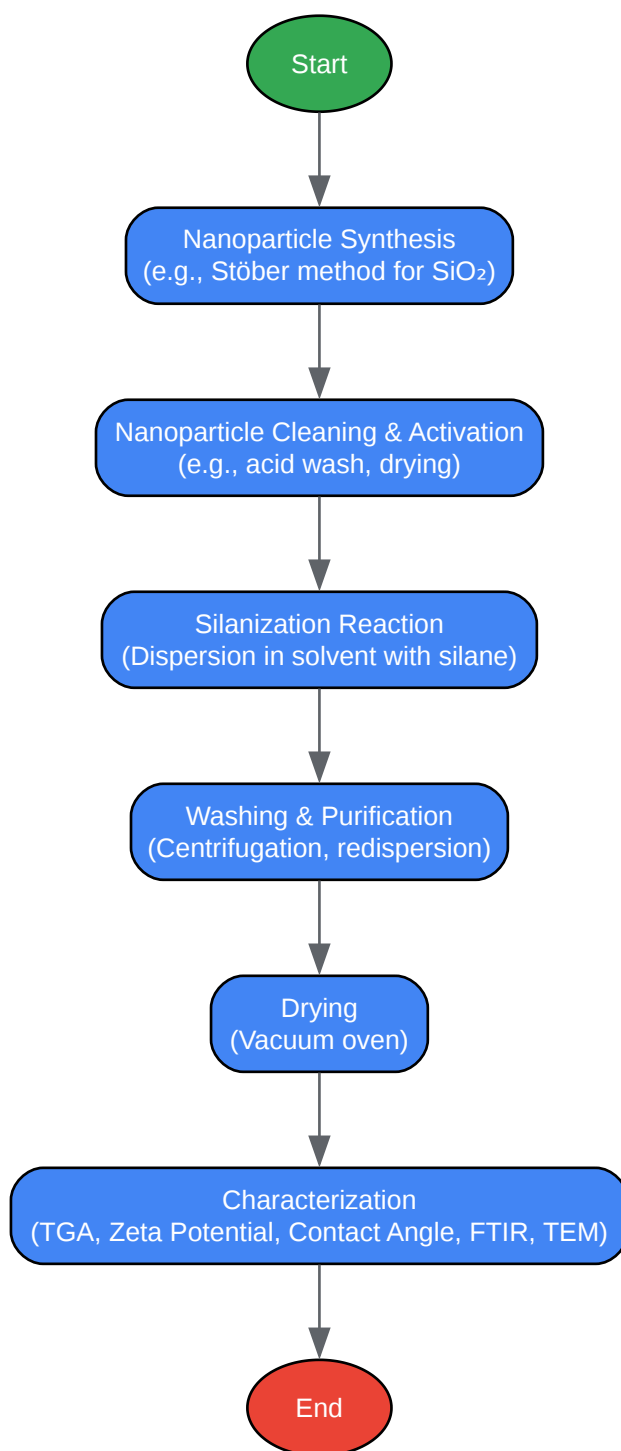 Start
Nanoparticle Synthesis
(e.g., Stöber method for SiO₂)
Nanoparticle Cleaning & Activation
(e.g., acid wash, drying)
Silanization Reaction
(Dispersion in solvent with silane)
Washing & Purification
(Centrifugation, redispersion)
Drying
(Vacuum oven)
Characterization
(TGA, Zeta Potential, Contact Angle, FTIR, TEM)
End